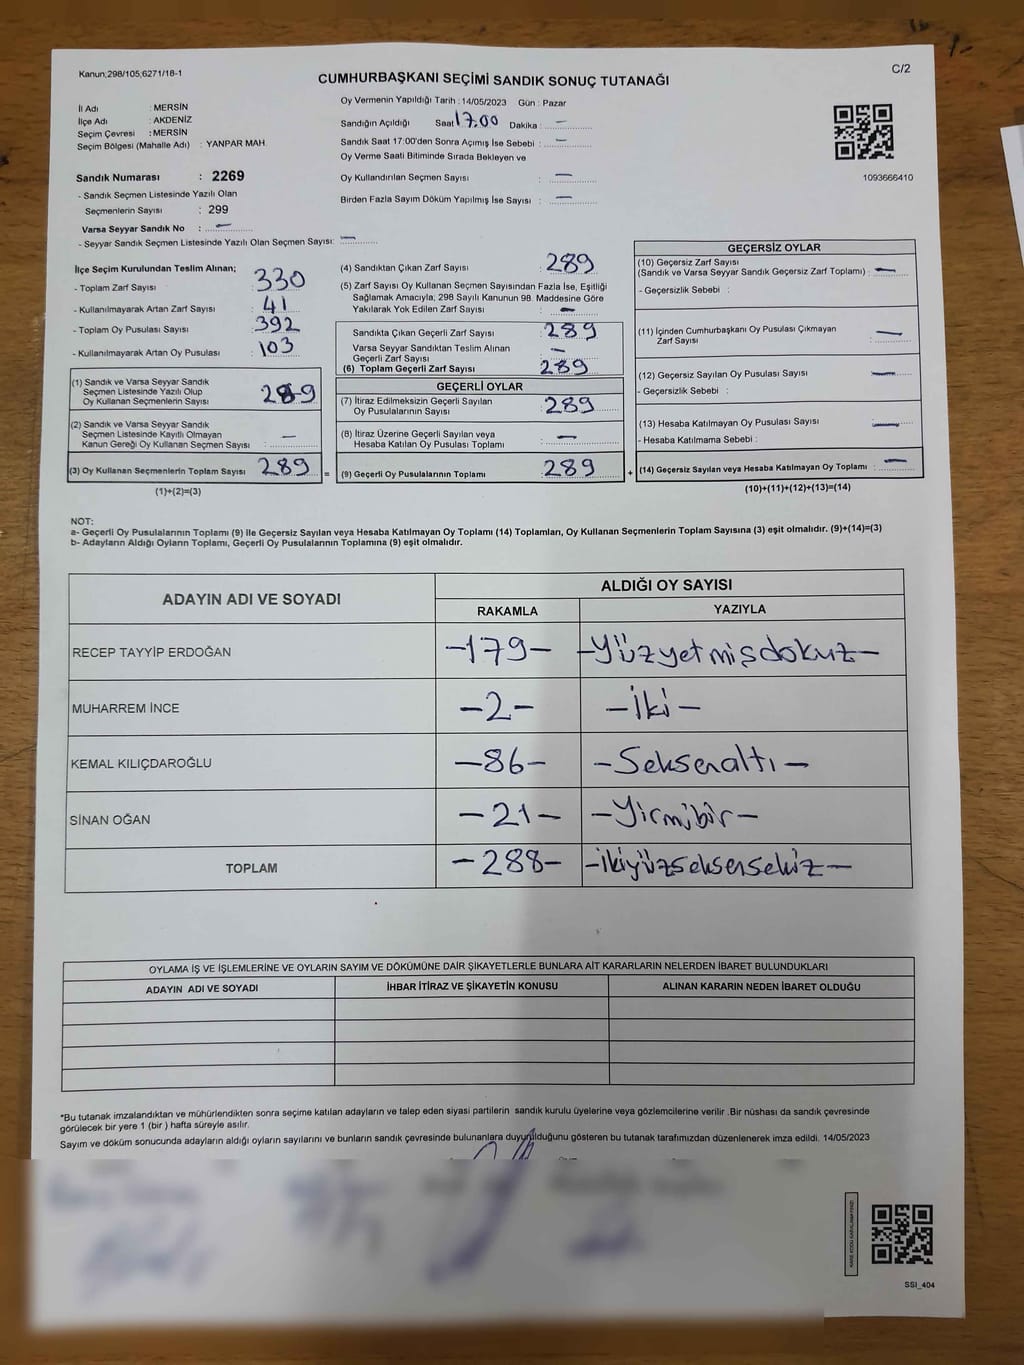 Kanun;298/105;6271/18-1
C/2
CUMHURBAŞKANI SEÇİMİ SANDIK SONUÇ TUTANAĞI
İl Adı : MERSİN
İlçe Adı : AKDENİZ
Seçim Çevresi : MERSİN
Seçim Bölgesi (Mahalle Adı) : YANPAR MAH.
Sandık Numarası : 2269
- Sandık Seçmen Listesinde Yazılı Olan
Seçmenlerin Sayısı : 299
Varsa Seyyar Sandık No : —
- Seyyar Sandık Seçmen Listesinde Yazılı Olan Seçmen Sayısı: —
Oy Vermenin Yapıldığı Tarih : 14/05/2023 Gün : Pazar
Sandığın Açıldığı Saat 17.00 Dakika : —
Sandık Saat 17:00'den Sonra Açımış İse Sebebi : —
Oy Verme Saati Bitiminde Sırada Bekleyen ve
Oy Kullandırılan Seçmen Sayısı : —
Birden Fazla Sayım Döküm Yapılmış İse Sayısı : —
1093666410
İlçe Seçim Kurulundan Teslim Alınan;
- Toplam Zarf Sayısı : 330
- Kullanılmayarak Artan Zarf Sayısı : 41
- Toplam Oy Pusulası Sayısı : 392
- Kullanılmayarak Artan Oy Pusulası : 103
(1) Sandık ve Varsa Seyyar Sandık
Seçmen Listesinde Yazılı Olup
Oy Kullanan Seçmenlerin Sayısı : 289
(2) Sandık ve Varsa Seyyar Sandık
Seçmen Listesinde Kayıtlı Olmayan
Kanun Gereği Oy Kullanan Seçmen Sayısı : —
(3) Oy Kullanan Seçmenlerin Toplam Sayısı 289
(1)+(2)=(3)
(4) Sandıktan Çıkan Zarf Sayısı : 289
(5) Zarf Sayısı Oy Kullanan Seçmen Sayısından Fazla İse, Eşitliği
Sağlamak Amacıyla; 298 Sayılı Kanunun 98. Maddesine Göre
Yakılarak Yok Edilen Zarf Sayısı : —
Sandıkta Çıkan Geçerli Zarf Sayısı : 289
Varsa Seyyar Sandıktan Teslim Alınan
Geçerli Zarf Sayısı : —
(6) Toplam Geçerli Zarf Sayısı : 289
GEÇERLİ OYLAR
(7) İtiraz Edilmeksizin Geçerli Sayılan
Oy Pusulalarının Sayısı : 289
(8) İtiraz Üzerine Geçerli Sayılan veya
Hesaba Katılan Oy Pusulası Toplamı : —
= (9) Geçerli Oy Pusulalarının Toplamı : 289 +
GEÇERSİZ OYLAR
(10) Geçersiz Zarf Sayısı
(Sandık ve Varsa Seyyar Sandık Geçersiz Zarf Toplamı) : —
- Geçersizlik Sebebi :
(11) İçinden Cumhurbaşkanı Oy Pusulası Çıkmayan
Zarf Sayısı : —
(12) Geçersiz Sayılan Oy Pusulası Sayısı : —
- Geçersizlik Sebebi :
(13) Hesaba Katılmayan Oy Pusulası Sayısı : —
- Hesaba Katılmama Sebebi :
(14) Geçersiz Sayılan veya Hesaba Katılmayan Oy Toplamı : —
(10)+(11)+(12)+(13)=(14)
NOT:
a- Geçerli Oy Pusulalarının Toplamı (9) ile Geçersiz Sayılan veya Hesaba Katılmayan Oy Toplamı (14) Toplamları, Oy Kullanan Seçmenlerin Toplam Sayısına (3) eşit olmalıdır. (9)+(14)=(3)
b- Adayların Aldığı Oyların Toplamı, Geçerli Oy Pusulalarının Toplamına (9) eşit olmalıdır.
ADAYIN ADI VE SOYADI ALDIĞI OY SAYISI
RAKAMLA YAZIYLA
RECEP TAYYİP ERDOĞAN -179- -Yüzyetmişdokuz-
MUHARREM İNCE -2- -İki-
KEMAL KILIÇDAROĞLU -86- -Seksenaltı-
SİNAN OĞAN -21- -Yirmibir-
TOPLAM -288- -ikiyüzseksensekiz-
OYLAMA İŞ VE İŞLEMLERİNE VE OYLARIN SAYIM VE DÖKÜMÜNE DAİR ŞİKAYETLERLE BUNLARA AİT KARARLARIN NELERDEN İBARET BULUNDUKLARI
ADAYIN ADI VE SOYADI İHBAR İTİRAZ VE ŞİKAYETİN KONUSU ALINAN KARARIN NEDEN İBARET OLDUĞU
*Bu tutanak imzalandıktan ve mühürlendikten sonra seçime katılan adayların ve talep eden siyasi partilerin sandık kurulu üyelerine veya gözlemcilerine verilir .Bir nüshası da sandık çevresinde
görülecek bir yere 1 (bir ) hafta süreyle asılır.
Sayım ve döküm sonucunda adayların aldığı oyların sayılarını ve bunların sandık çevresinde bulunanlara duyurulduğunu gösteren bu tutanak tarafımızdan düzenlenerek imza edildi. 14/05/2023
SSI_404